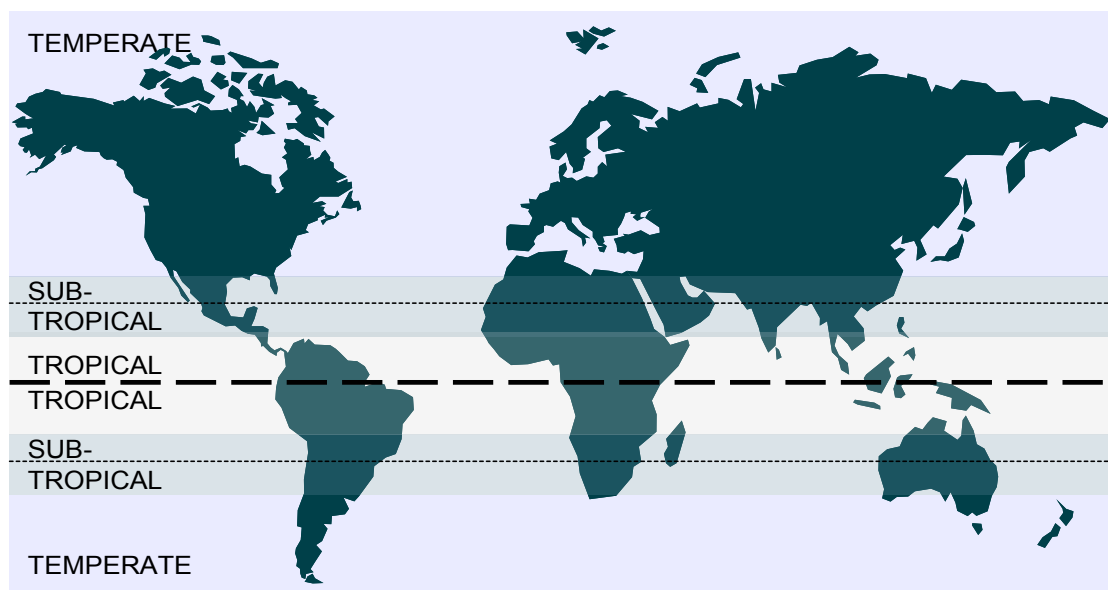 TEMPERATE
SUB-
TROPICAL
TROPICAL
TROPICAL
SUB-
TROPICAL
TEMPERATE